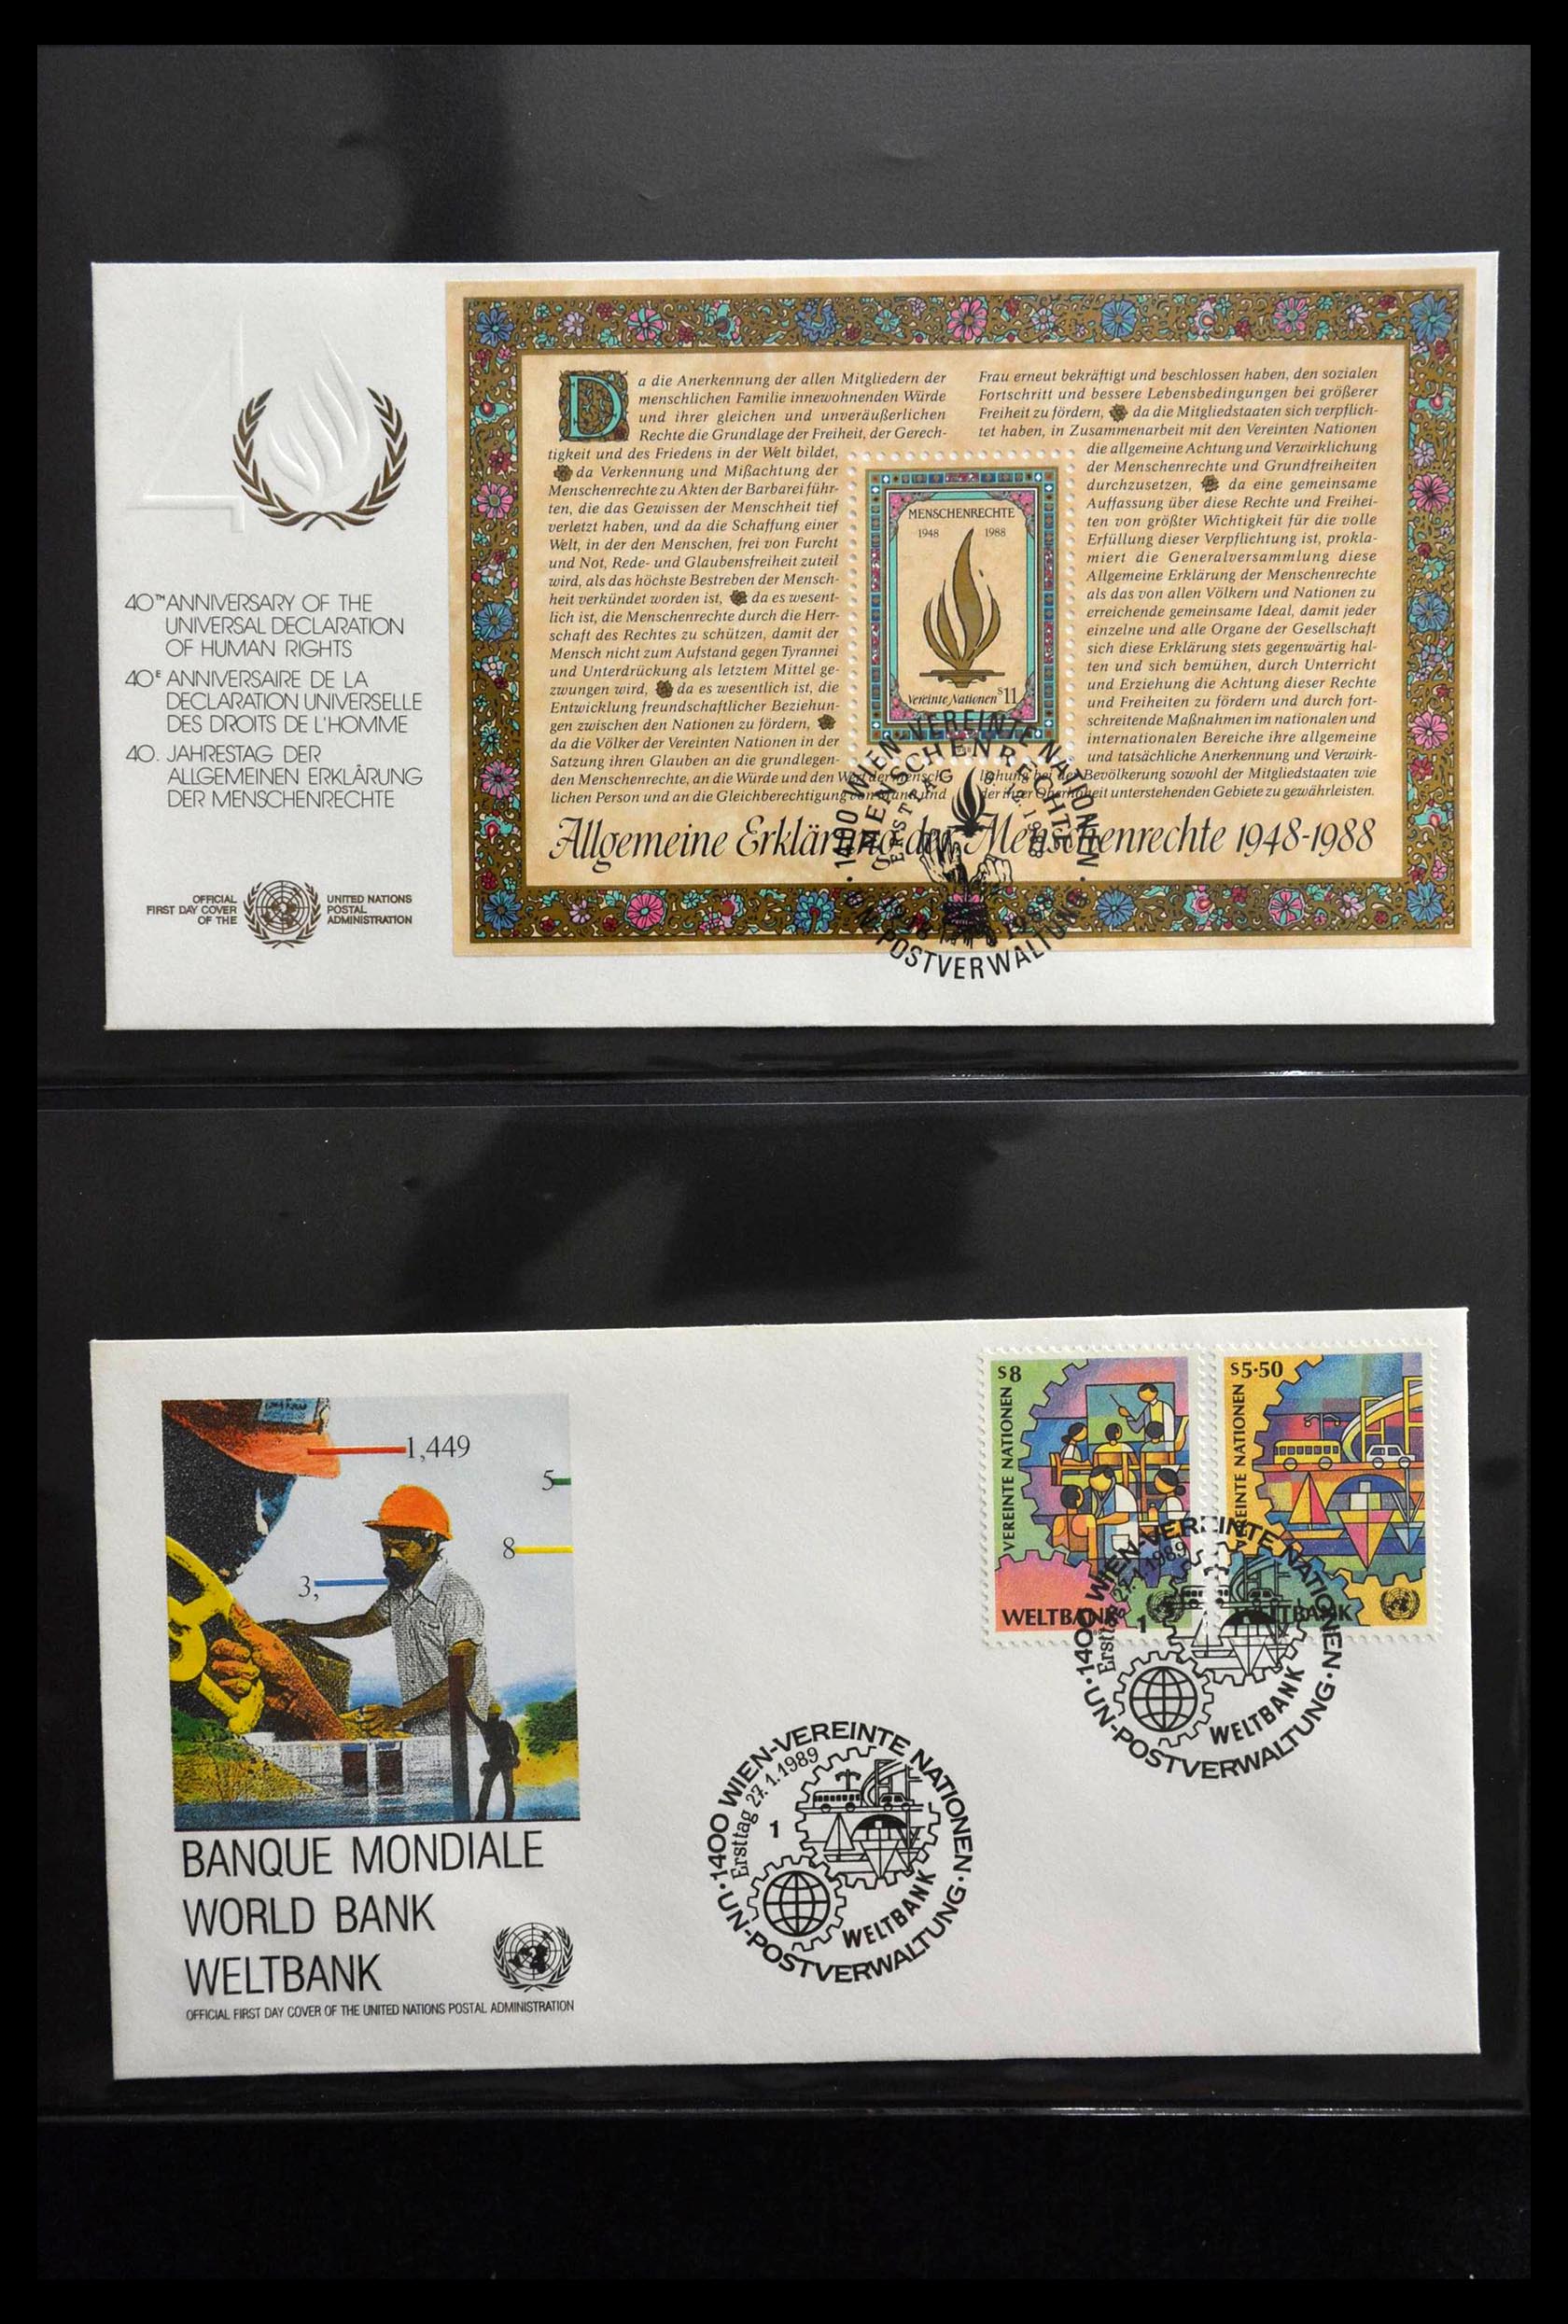 40TH ANNIVERSARY OF THE
UNIVERSAL DECLARATION
OF HUMAN RIGHTS
40E ANNIVERSAIRE DE LA
DECLARATION UNIVERSELLE
DES DROITS DE L'HOMME
40. JAHRESTAG DER
ALLGEMEINEN ERKLÄRUNG
DER MENSCHENRECHTE
OFFICIAL
FIRST DAY COVER
OF THE
UNITED NATIONS
POSTAL
ADMINISTRATION
Da die Anerkennung der allen Mitgliedern der
menschlichen Familie innewohnenden Würde
und ihrer gleichen und unveräußerlichen
Rechte die Grundlage der Freiheit, der Gerech-
tigkeit und des Friedens in der Welt bildet,
da Verkennung und Mißachtung der
Menschenrechte zu Akten der Barbarei führ-
ten, die das Gewissen der Menschheit tief
verletzt haben, und da die Schaffung einer
Welt, in der den Menschen, frei von Furcht
und Not, Rede- und Glaubensfreiheit zuteil
wird, als das höchste Bestreben der Mensch-
heit verkündet worden ist, da es wesent-
lich ist, die Menschenrechte durch die Herr-
schaft des Rechtes zu schützen, damit der
Mensch nicht zum Aufstand gegen Tyrannei
und Unterdrückung als letztem Mittel ge-
zwungen wird, da es wesentlich ist, die
Entwicklung freundschaftlicher Beziehun-
gen zwischen den Nationen zu fördern,
da die Völker der Vereinten Nationen in der
Satzung ihren Glauben an die grundlegen-
den Menschenrechte, an die Würde und den Wert der mensch-
lichen Person und an die Gleichberechtigung von Mann und
Frau erneut bekräftigt und beschlossen haben, den sozialen
Fortschritt und bessere Lebensbedingungen bei größerer
Freiheit zu fördern, da die Mitgliedstaaten sich verpflich-
tet haben, in Zusammenarbeit mit den Vereinten Nationen
die allgemeine Achtung und Verwirklichung
der Menschenrechte und Grundfreiheiten
durchzusetzen, da eine gemeinsame
Auffassung über diese Rechte und Freihei-
ten von größter Wichtigkeit für die volle
Erfüllung dieser Verpflichtung ist, prokla-
miert die Generalversammlung diese
Allgemeine Erklärung der Menschenrechte
als das von allen Völkern und Nationen zu
erreichende gemeinsame Ideal, damit jeder
einzelne und alle Organe der Gesellschaft
sich diese Erklärung stets gegenwärtig hal-
ten und sich bemühen, durch Unterricht
und Erziehung die Achtung dieser Rechte
und Freiheiten zu fördern und durch fort-
schreitende Maßnahmen im nationalen und
internationalen Bereiche ihre allgemeine
und tatsächliche Anerkennung und Verwirk-
lichung bei der Bevölkerung sowohl der Mitgliedstaaten wie
der ihrer Oberhoheit unterstehenden Gebiete zu gewährleisten.
MENSCHENRECHTE
1948 1988
Vereinte Nationen S11
Allgemeine Erklärung der Menschenrechte 1948-1988
1400 WIEN-VEREINTE NATIONEN
MENSCHENRECHTE
ERSTTAG
UN-POSTVERWALTUNG
1,449
5
8
3,
BANQUE MONDIALE
WORLD BANK
WELTBANK
OFFICIAL FIRST DAY COVER OF THE UNITED NATIONS POSTAL ADMINISTRATION
S8
VEREINTE NATIONEN
WELTBANK
S5·50
VEREINTE NATIONEN
WELTBANK
1400 WIEN-VEREINTE NATIONEN
Ersttag 27.1.1989
1
WELTBANK
UN-POSTVERWALTUNG
1400 WIEN-VEREINTE NATIONEN
Ersttag 27.1.1989
1
WELTBANK
UN-POSTVERWALTUNG